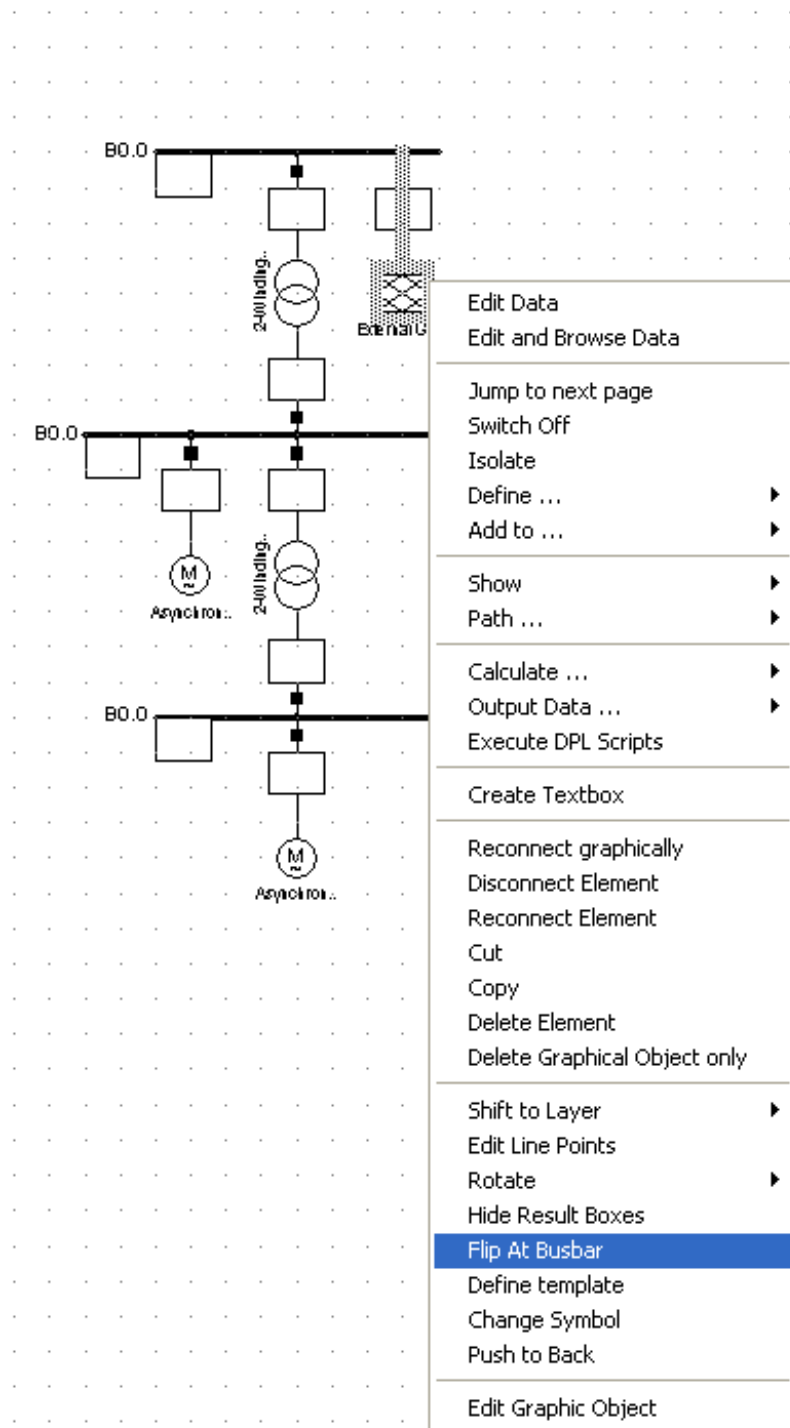 B0.0
2-Winding..
External G
B0.0
M
Asynchron..
2-Winding..
B0.0
M
Asynchron..
Edit Data
Edit and Browse Data
Jump to next page
Switch Off
Isolate
Define ...
Add to ...
Show
Path ...
Calculate ...
Output Data ...
Execute DPL Scripts
Create Textbox
Reconnect graphically
Disconnect Element
Reconnect Element
Cut
Copy
Delete Element
Delete Graphical Object only
Shift to Layer
Edit Line Points
Rotate
Hide Result Boxes
Flip At Busbar
Define template
Change Symbol
Push to Back
Edit Graphic Object